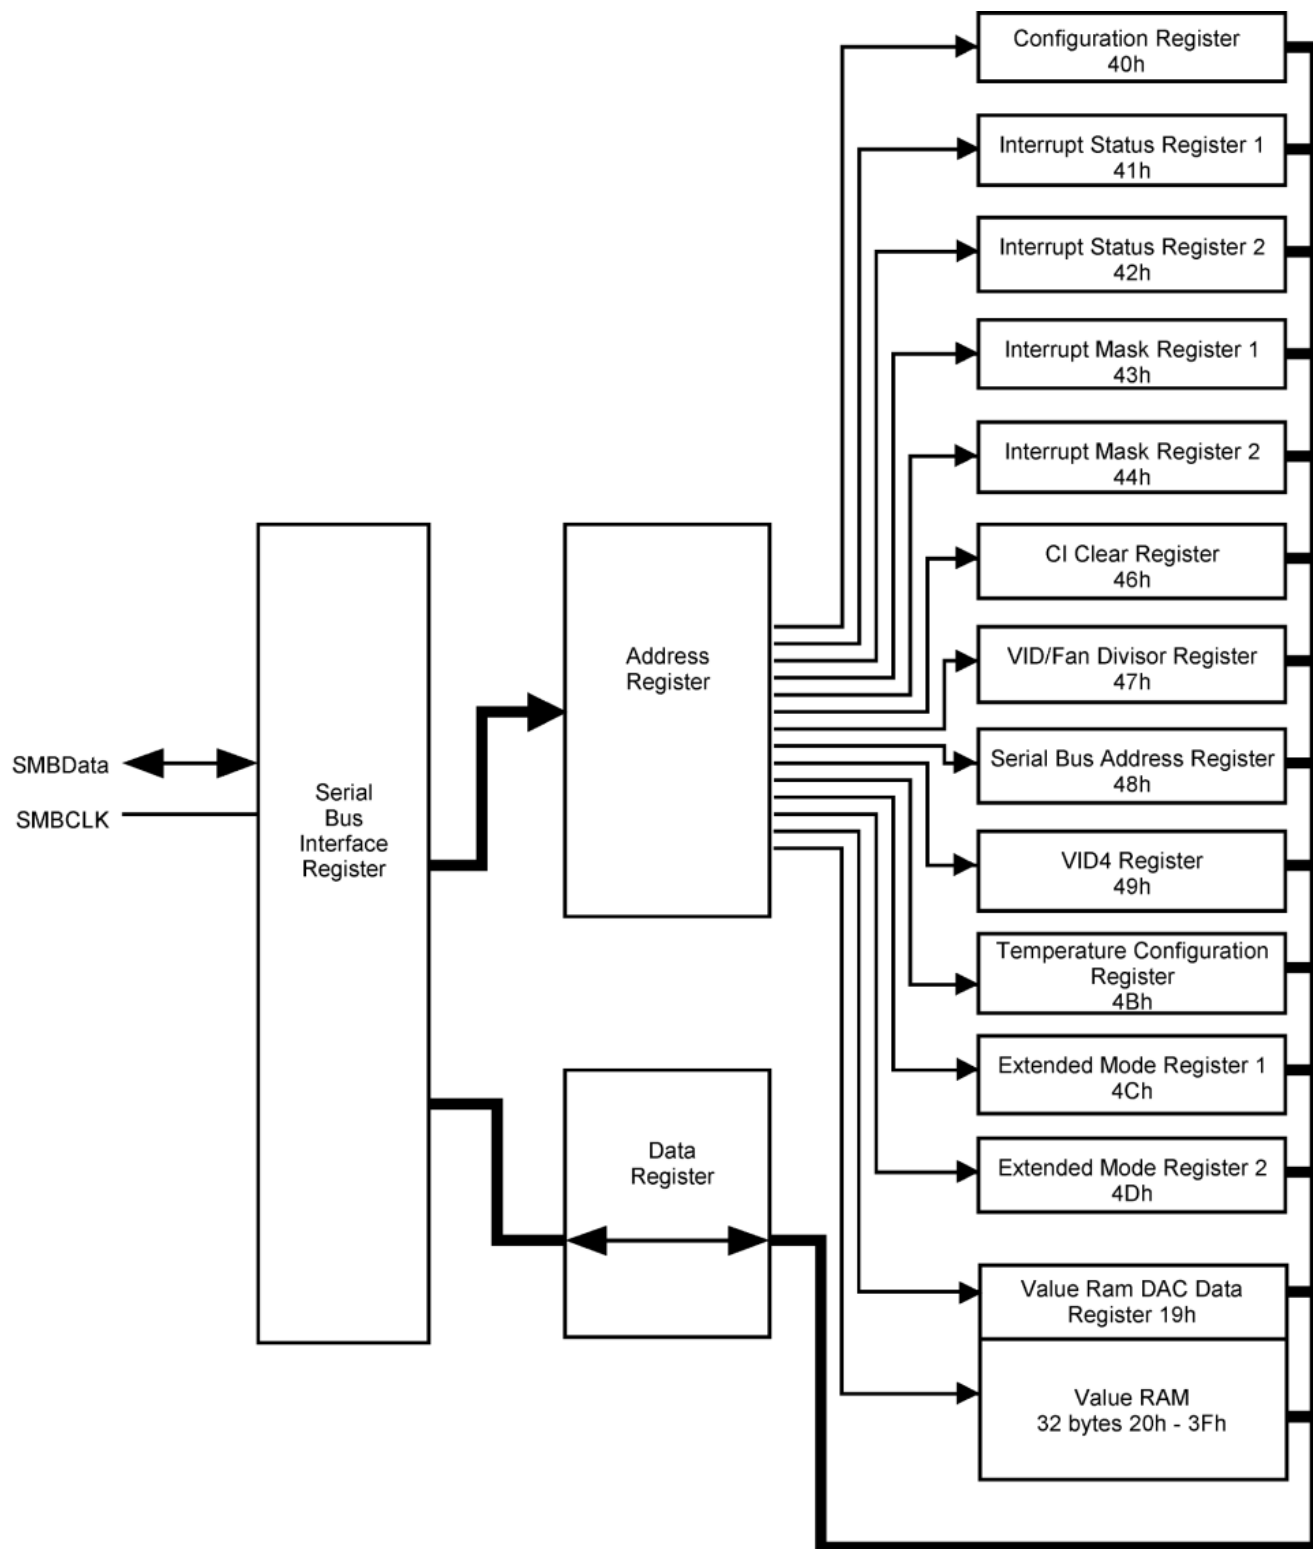 Configuration Register
40h
Interrupt Status Register 1
41h
Interrupt Status Register 2
42h
Interrupt Mask Register 1
43h
Interrupt Mask Register 2
44h
CI Clear Register
46h
VID/Fan Divisor Register
47h
Serial Bus Address Register
48h
VID4 Register
49h
Temperature Configuration
Register
4Bh
Extended Mode Register 1
4Ch
Extended Mode Register 2
4Dh
Value Ram DAC Data
Register 19h
Value RAM
32 bytes 20h - 3Fh
Address
Register
SMBData
SMBCLK
Serial
Bus
Interface
Register
Data
Register